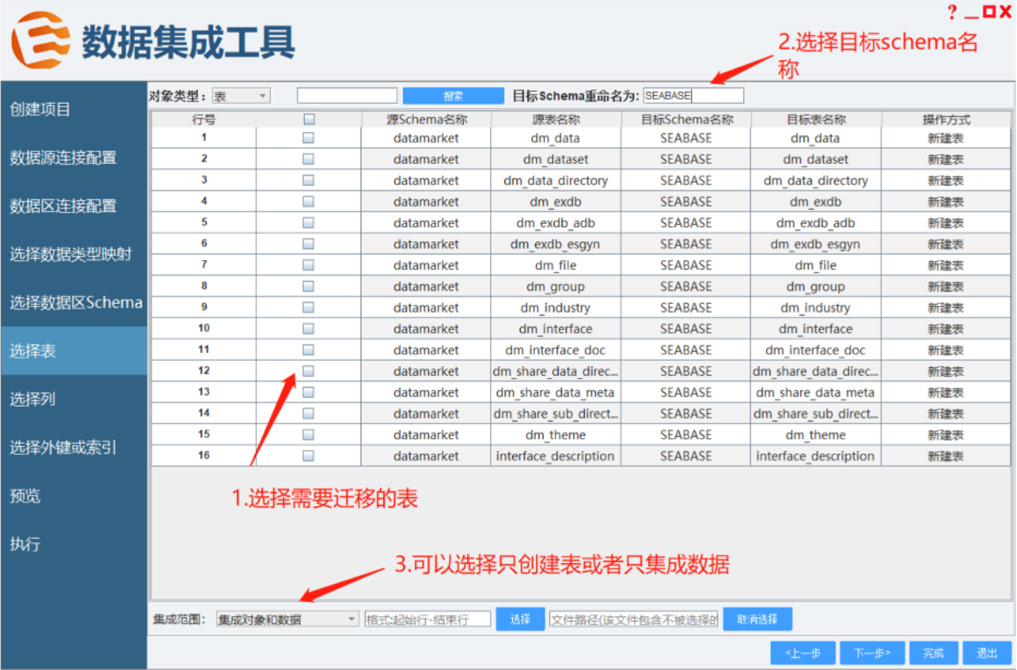 数据集成工具
2.选择目标schema名
称
创建项目
数据源连接配置
数据区连接配置
选择数据类型映射
选择数据区Schema
选择表
选择列
选择外键或索引
预览
执行
对象类型: 表 搜索 目标Schema重命名为: SEABASE
行号 源Schema名称 源表名称 目标Schema名称 目标表名称 操作方式
1 datamarket dm_data SEABASE dm_data 新建表
2 datamarket dm_dataset SEABASE dm_dataset 新建表
3 datamarket dm_data_directory SEABASE dm_data_directory 新建表
4 datamarket dm_exdb SEABASE dm_exdb 新建表
5 datamarket dm_exdb_adb SEABASE dm_exdb_adb 新建表
6 datamarket dm_exdb_esgyn SEABASE dm_exdb_esgyn 新建表
7 datamarket dm_file SEABASE dm_file 新建表
8 datamarket dm_group SEABASE dm_group 新建表
9 datamarket dm_industry SEABASE dm_industry 新建表
10 datamarket dm_interface SEABASE dm_interface 新建表
11 datamarket dm_interface_doc SEABASE dm_interface_doc 新建表
12 datamarket dm_share_data_direc... SEABASE dm_share_data_direc... 新建表
13 datamarket dm_share_data_meta SEABASE dm_share_data_meta 新建表
14 datamarket dm_share_sub_direct... SEABASE dm_share_sub_direct... 新建表
15 datamarket dm_theme SEABASE dm_theme 新建表
16 datamarket interface_description SEABASE interface_description 新建表
1.选择需要迁移的表
3.可以选择只创建表或者只集成数据
集成范围: 集成对象和数据 格式:起始行-结束行 选择 文件路径(该文件包含不被选择的 取消选择
<上一步 下一步> 完成 退出